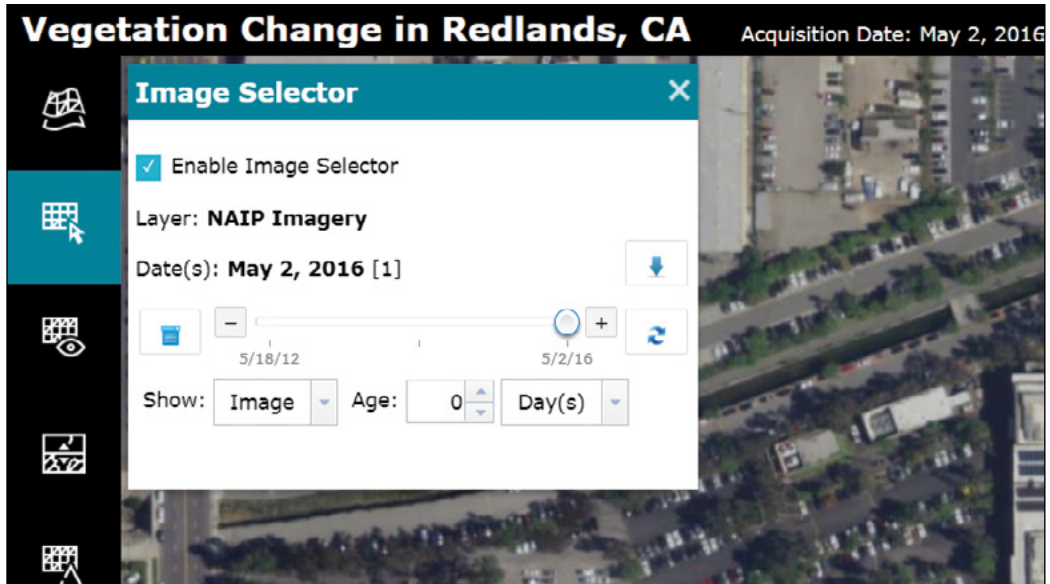 Vegetation Change in Redlands, CA Acquisition Date: May 2, 2016
Image Selector
✓ Enable Image Selector
Layer: NAIP Imagery
Date(s): May 2, 2016 [1]
− +
5/18/12 5/2/16
Show: Image Age: 0 Day(s)